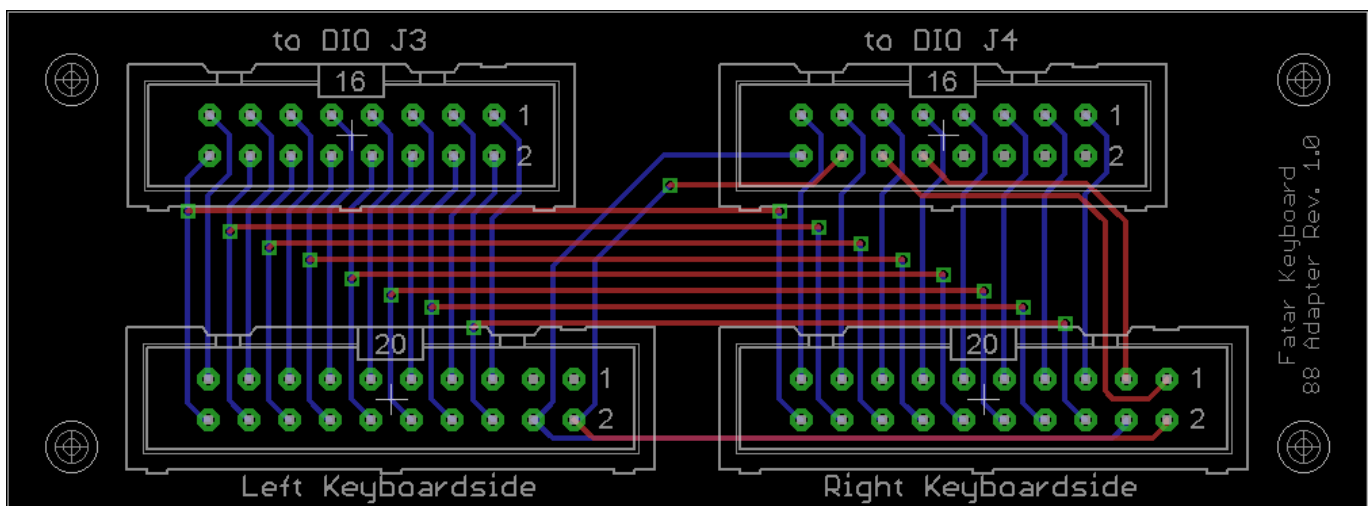 to DIO J3
to DIO J4
16
1
2
16
1
2
20
1
2
20
1
2
Left Keyboardside
Right Keyboardside
Fatar Keyboard
88 Adapter Rev. 1.0